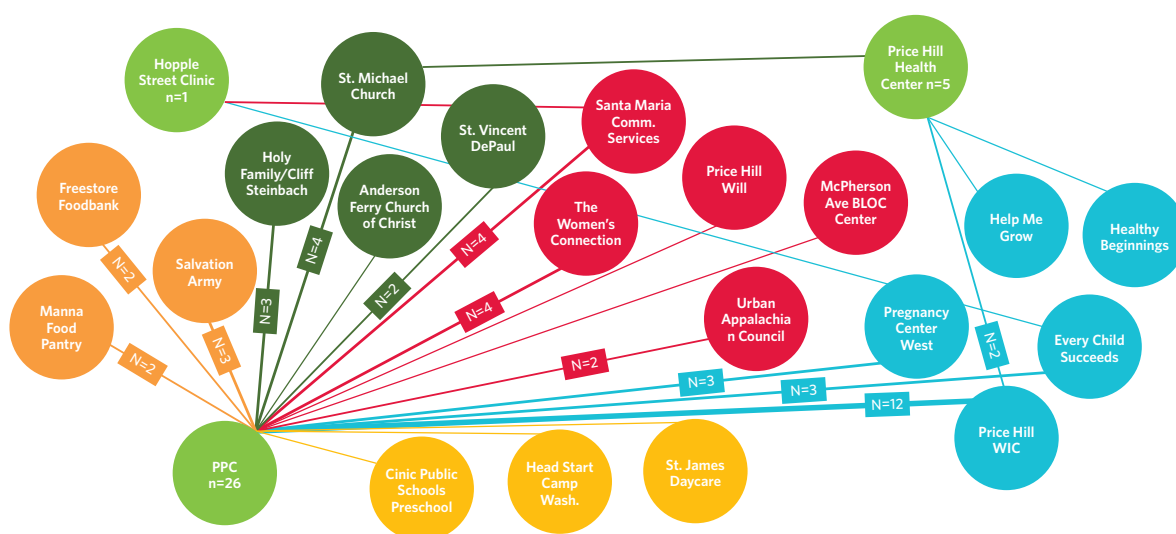 Hopple
Street Clinic
n=1
St. Michael
Church
Price Hill
Health
Center n=5
Santa Maria
Comm.
Services
St. Vincent
DePaul
Holy
Family/Cliff
Steinbach
Price Hill
Will
McPherson
Ave BLOC
Center
Freestore
Foodbank
Anderson
Ferry Church
of Christ
The
Women's
Connection
Help Me
Grow
Healthy
Beginnings
Salvation
Army
N=2
N=4
N=4
N=2
N=3
N=4
Manna
Food
Pantry
Urban
Appalachia
n Council
Pregnancy
Center
West
Every Child
Succeeds
N=2
N=3
N=2
N=2
N=3
N=3
N=12
Price Hill
WIC
PPC
n=26
Cinic Public
Schools
Preschool
Head Start
Camp
Wash.
St. James
Daycare